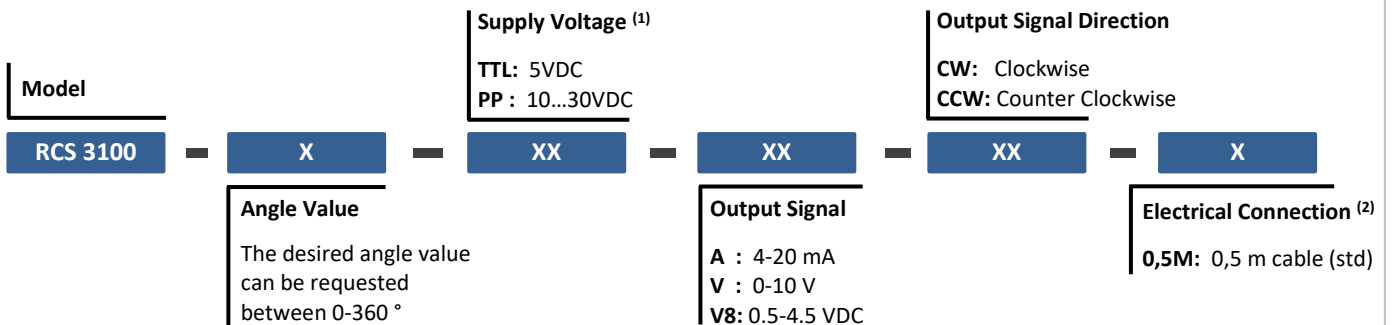 Supply Voltage (1)
TTL: 5VDC
PP : 10...30VDC
Output Signal Direction
CW: Clockwise
CCW: Counter Clockwise
Model
RCS 3100 - X - XX - XX - XX - X
Angle Value
The desired angle value
can be requested
between 0-360 °
Output Signal
A : 4-20 mA
V : 0-10 V
V8: 0.5-4.5 VDC
Electrical Connection (2)
0,5M: 0,5 m cable (std)